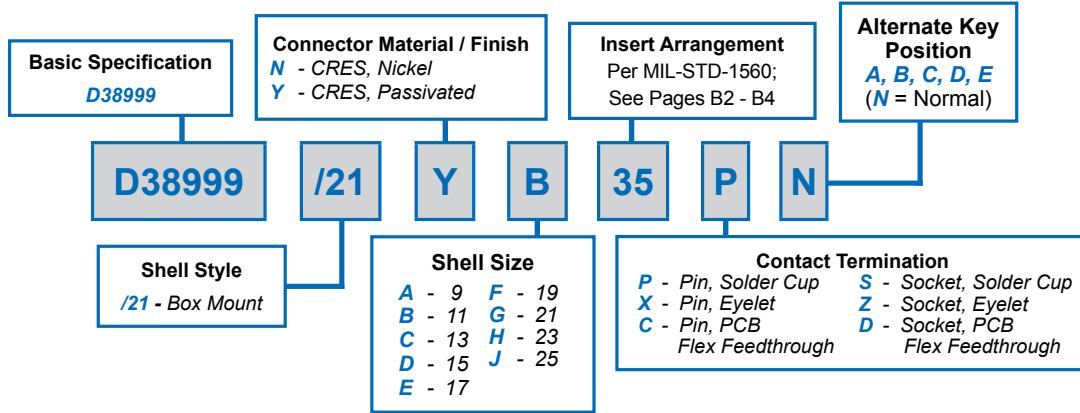 Basic Specification
D38999
Connector Material / Finish
N - CRES, Nickel
Y - CRES, Passivated
Insert Arrangement
Per MIL-STD-1560;
See Pages B2 - B4
Alternate Key
Position
A, B, C, D, E
(N = Normal)
D38999 /21 Y B 35 P N
Shell Style
/21 - Box Mount
Shell Size
A - 9 F - 19
B - 11 G - 21
C - 13 H - 23
D - 15 J - 25
E - 17
Contact Termination
P - Pin, Solder Cup S - Socket, Solder Cup
X - Pin, Eyelet Z - Socket, Eyelet
C - Pin, PCB D - Socket, PCB
Flex Feedthrough Flex Feedthrough